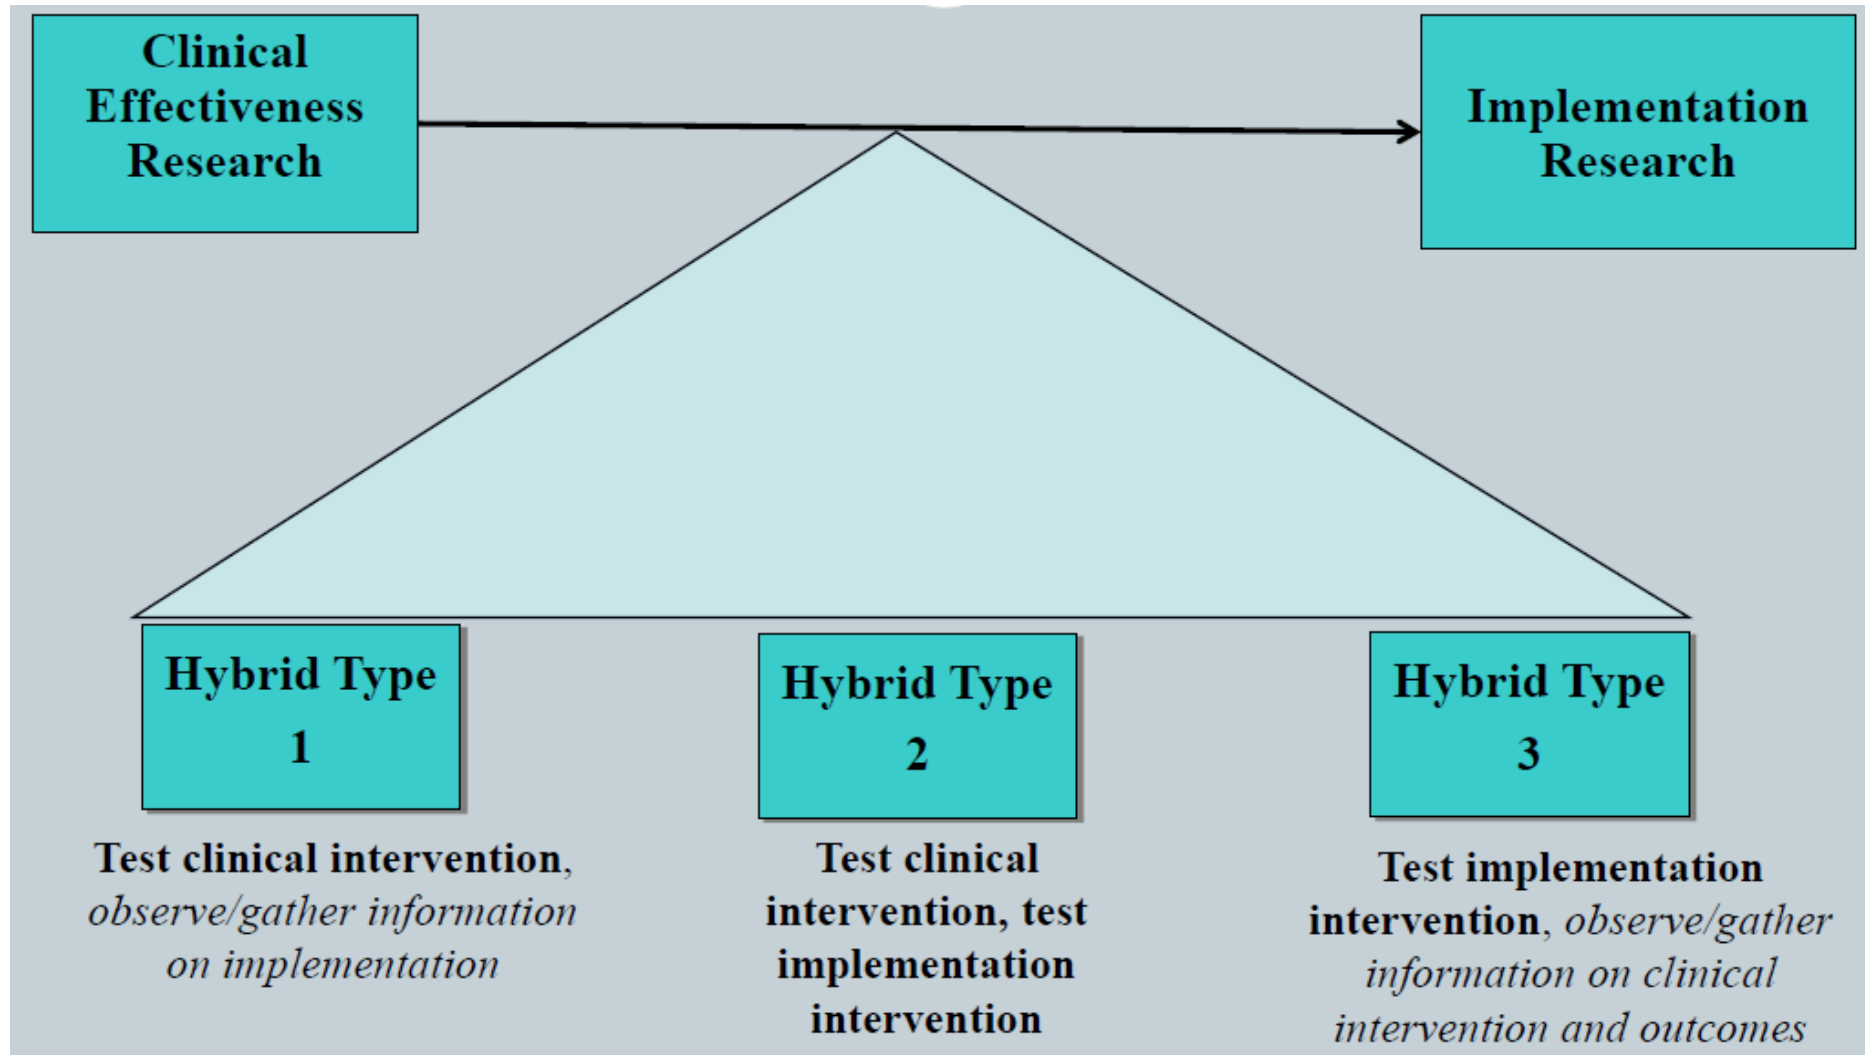 Clinical
Effectiveness
Research
Implementation
Research
Hybrid Type
1
Test clinical intervention,
observe/gather information
on implementation
Hybrid Type
2
Test clinical
intervention, test
implementation
intervention
Hybrid Type
3
Test implementation
intervention, observe/gather
information on clinical
intervention and outcomes